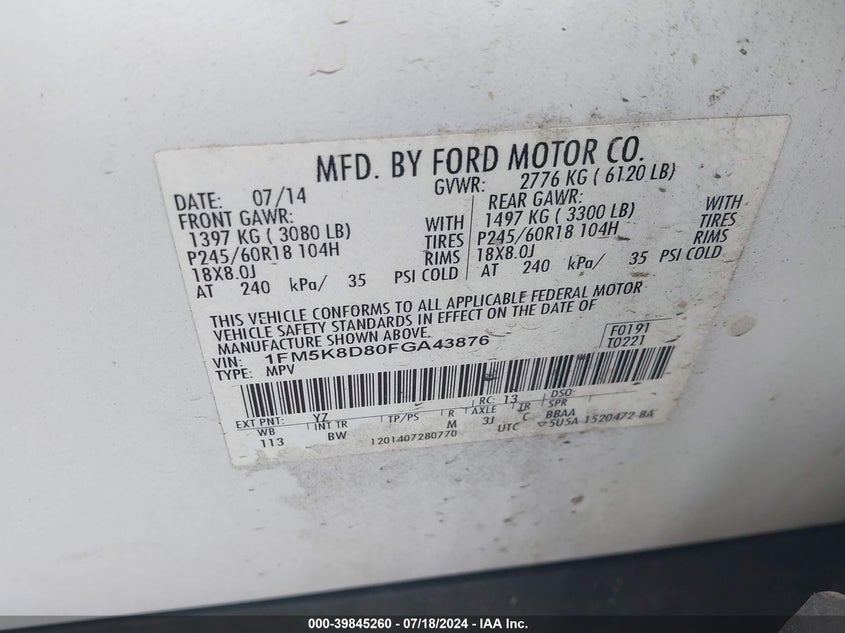 MFD. BY FORD MOTOR CO.
DATE: 07/14 GVWR: 2776 KG ( 6120 LB)
FRONT GAWR: REAR GAWR:
1397 KG ( 3080 LB) WITH 1497 KG ( 3300 LB) WITH
P245/60R18 104H TIRES P245/60R18 104H TIRES
18X8.0J RIMS 18X8.0J RIMS
AT 240 kPa/ 35 PSI COLD AT 240 kPa/ 35 PSI COLD
THIS VEHICLE CONFORMS TO ALL APPLICABLE FEDERAL MOTOR
VEHICLE SAFETY STANDARDS IN EFFECT ON THE DATE OF
MANUFACTURE SHOWN ABOVE.
VIN: 1FM5K8D80FGA43876 F0191
TYPE: MPV T0221
EXT PNT: YZ RC: 13 DSO:
WB INT TR TP/PS R AXLE TR SPR
113 BW M 3J C BBAA
1201407280770 UTC 5U5A-1520472-BA
000-39845260 - 07/18/2024 - IAA Inc.